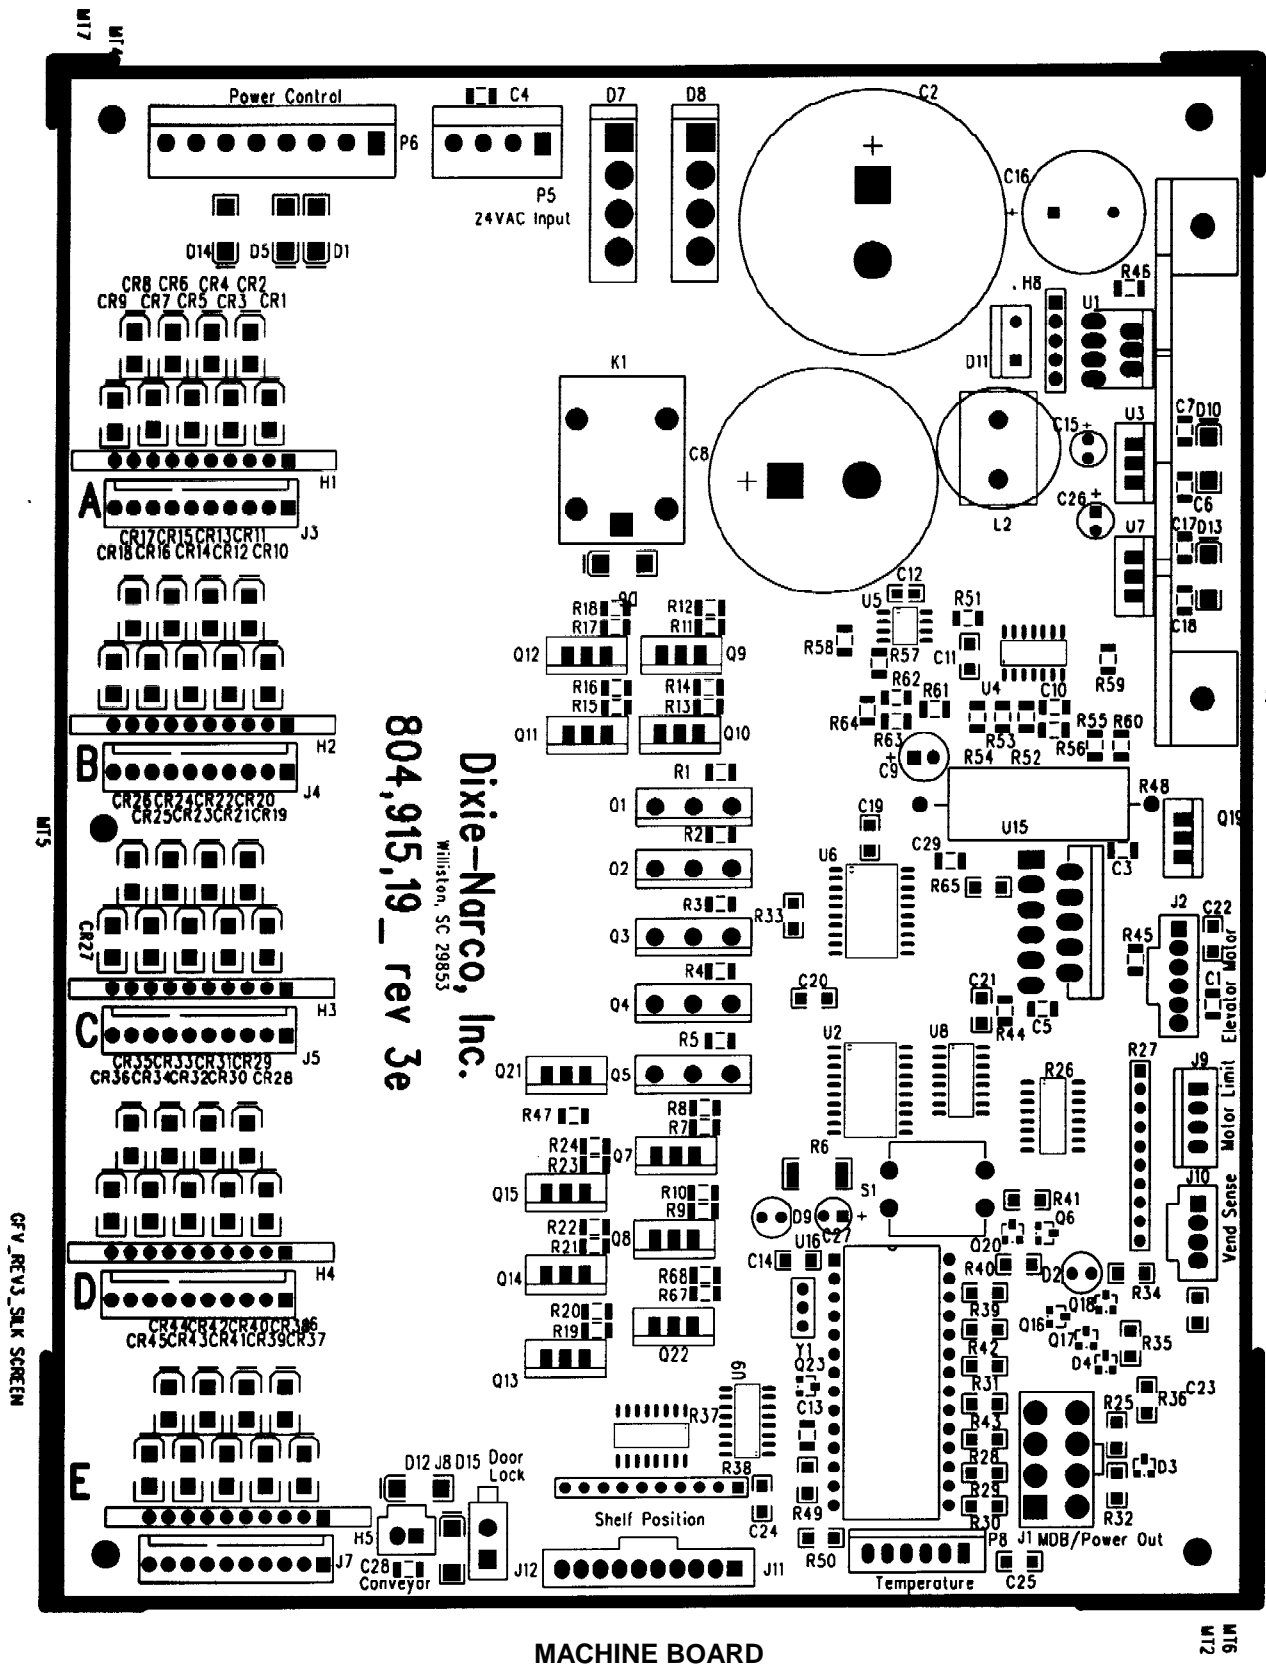 MT7
MT4
Power Control
P6
C4
P5
24VAC Input
D7
D8
C2
C16
D14
D5
D1
R46
H8
U1
D11
CR8 CR6 CR4 CR2
CR9 CR7 CR5 CR3 CR1
K1
C8
C15
+
U3
C7
D10
C6
H1
A
J3
L2
C26
+
U7
C17
D13
C18
CR17CR15CR13CR11
CR18 CR16 CR14 CR12 CR10
D6
R18
R17
Q12
R12
R11
Q9
C12
U5
R51
R58
R57
C11
R59
R16
R15
Q11
R14
R13
Q10
R62
R61
R64
R63
U4
C10
R54
R53
R52
R56
R55
R60
C9
+
H2
B
J4
CR26CR24CR22CR20
CR25CR23CR21CR19
MT5
Dixie-Narco, Inc.
Williston, SC 29853
804,915,19_ rev 3e
R1
Q1
R2
Q2
R3
Q3
R4
Q4
R5
Q5
U15
R48
Q19
C19
U6
C29
R65
C3
R33
C20
J2
C22
R45
C1
Elevator Motor
C21
R44
C5
CR27
H3
C
J5
CR35CR33CR31CR29
CR36CR34CR32CR30 CR28
Q21
R47
U2
U8
R26
R27
J9
Motor Limit
R8
R7
Q7
R24
R23
Q15
R6
S1
D9
C27
+
R10
R9
Q8
R22
R21
Q14
R41
Q20
Q6
J10
Vend Sense
U16
C14
R40
D2
R34
R68
R67
Q22
R20
R19
Q13
Y1
R39
R42
R31
R43
R28
R29
R30
Q18
Q16
Q17
D4
R35
R36
C23
GFV_REV3_SILK SCREEN
H4
D
CR44CR42CR40CR38
CR45CR43CR41CR39CR37
Q23
C13
U9
R37
R38
R25
D3
R32
E
D12 J8 D15 Door
Lock
H5
J7
C28
Conveyor
Shelf Position
J12
J11
C24
R49
R50
P8
Temperature
J1 MDB/Power Out
C25
MT6
MT2
MACHINE BOARD